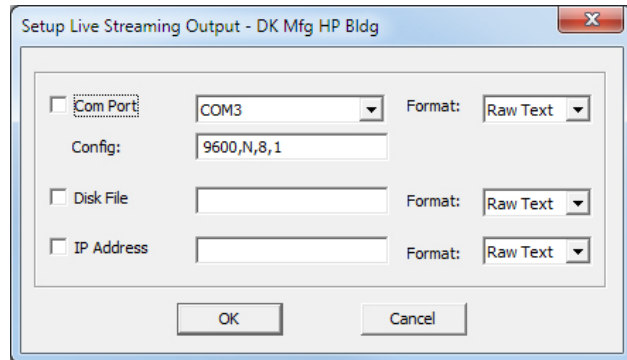 Setup Live Streaming Output - DK Mfg HP Bldg
Com Port COM3 Format: Raw Text
Config: 9600,N,8,1
Disk File Format: Raw Text
IP Address Format: Raw Text
OK Cancel